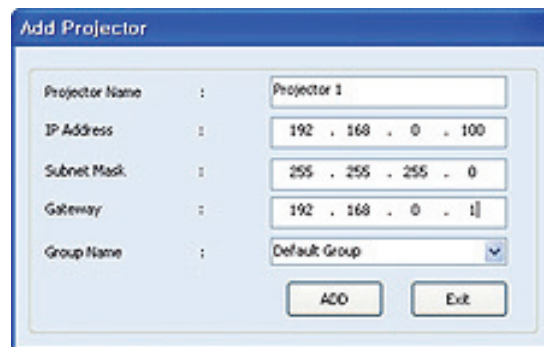 Add Projector
Projector Name : Projector 1
IP Address : 192 . 168 . 0 . 100
Subnet Mask : 255 . 255 . 255 . 0
Gateway : 192 . 168 . 0 . 1
Group Name : Default Group
ADD Exit